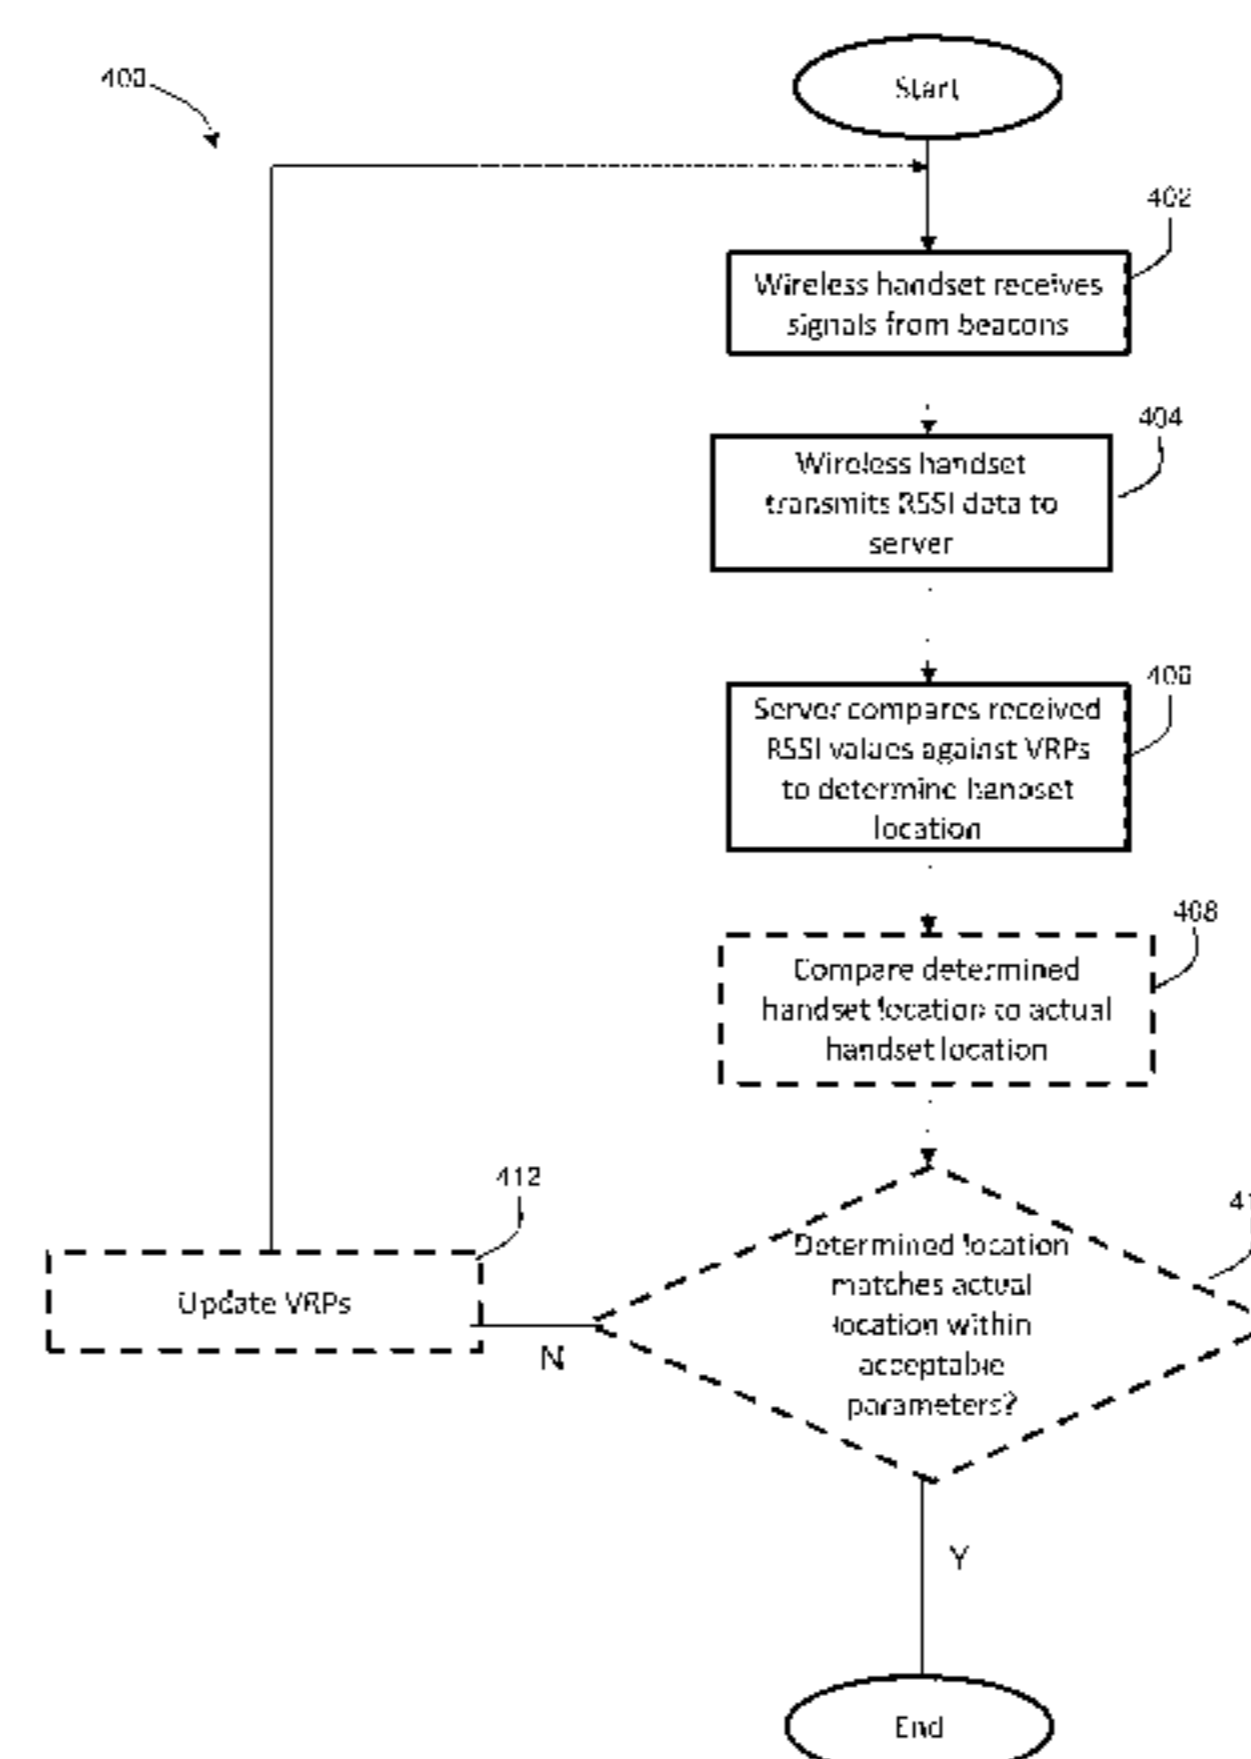 400
Start
402
Wireless handset receives
signals from beacons
404
Wireless handset
transmits RSSI data to
server
406
Server compares received
RSSI values against VRPs
to determine handset
location
408
Compare determined
handset location to actual
handset location
412
Update VRPs
N
Determined location
matches actual
location within
acceptable
parameters?
Y
End